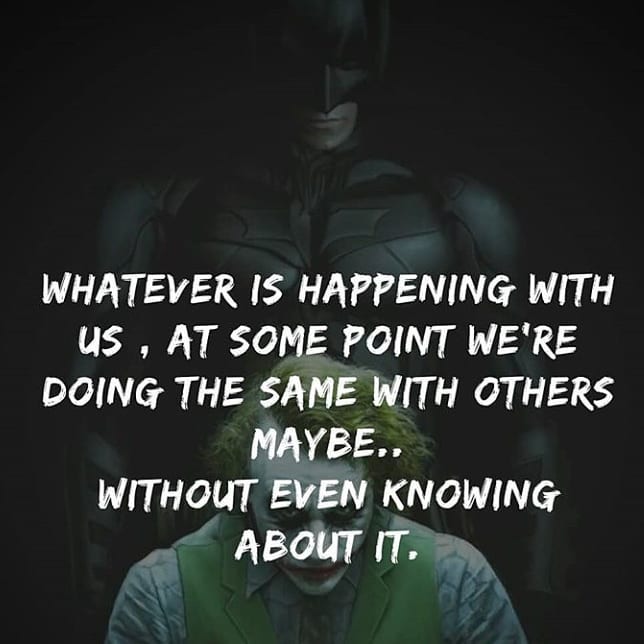 WHATEVER IS HAPPENING WITH
US , AT SOME POINT WE'RE
DOING THE SAME WITH OTHERS
MAYBE..
WITHOUT EVEN KNOWING
ABOUT IT.